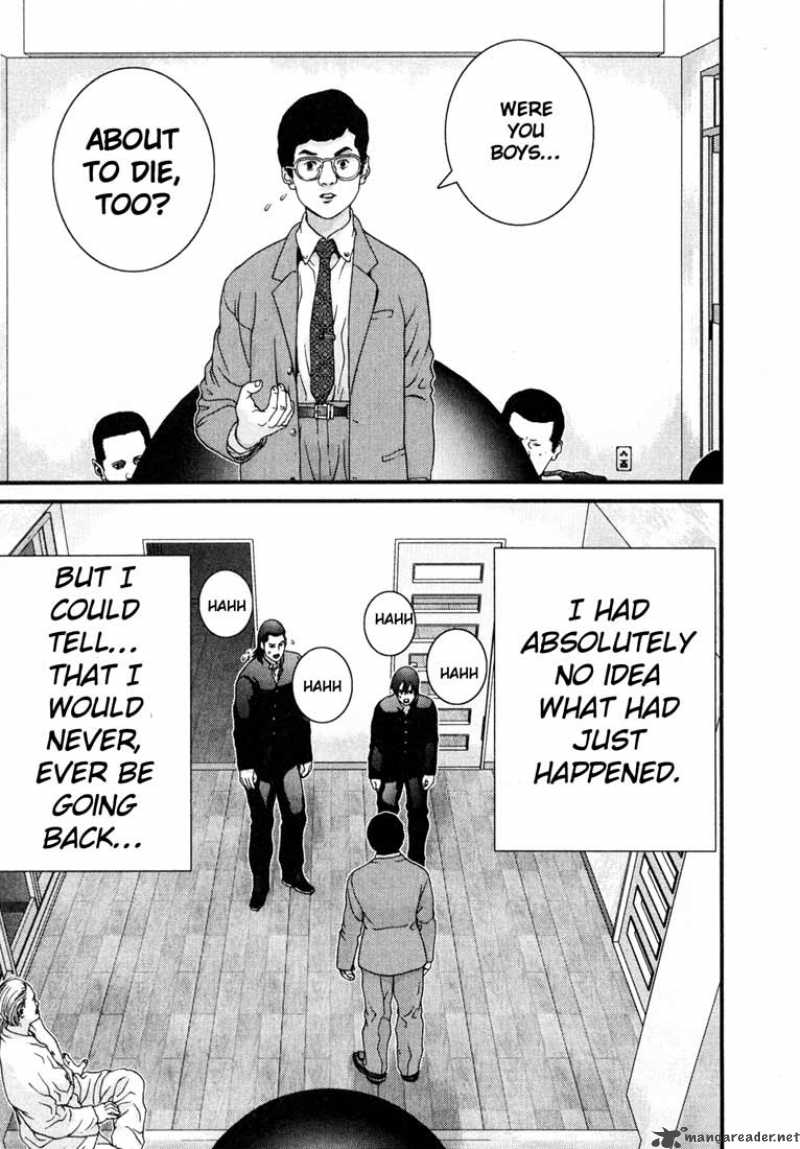 WERE
YOU
BOYS...
ABOUT
TO DIE,
TOO?
I HAD
ABSOLUTELY
NO IDEA
WHAT HAD
JUST
HAPPENED.
HAHH
HAHH
HAHH
HAHH
BUT I
COULD
TELL...
THAT I
WOULD
NEVER,
EVER BE
GOING
BACK...
mangareader.net